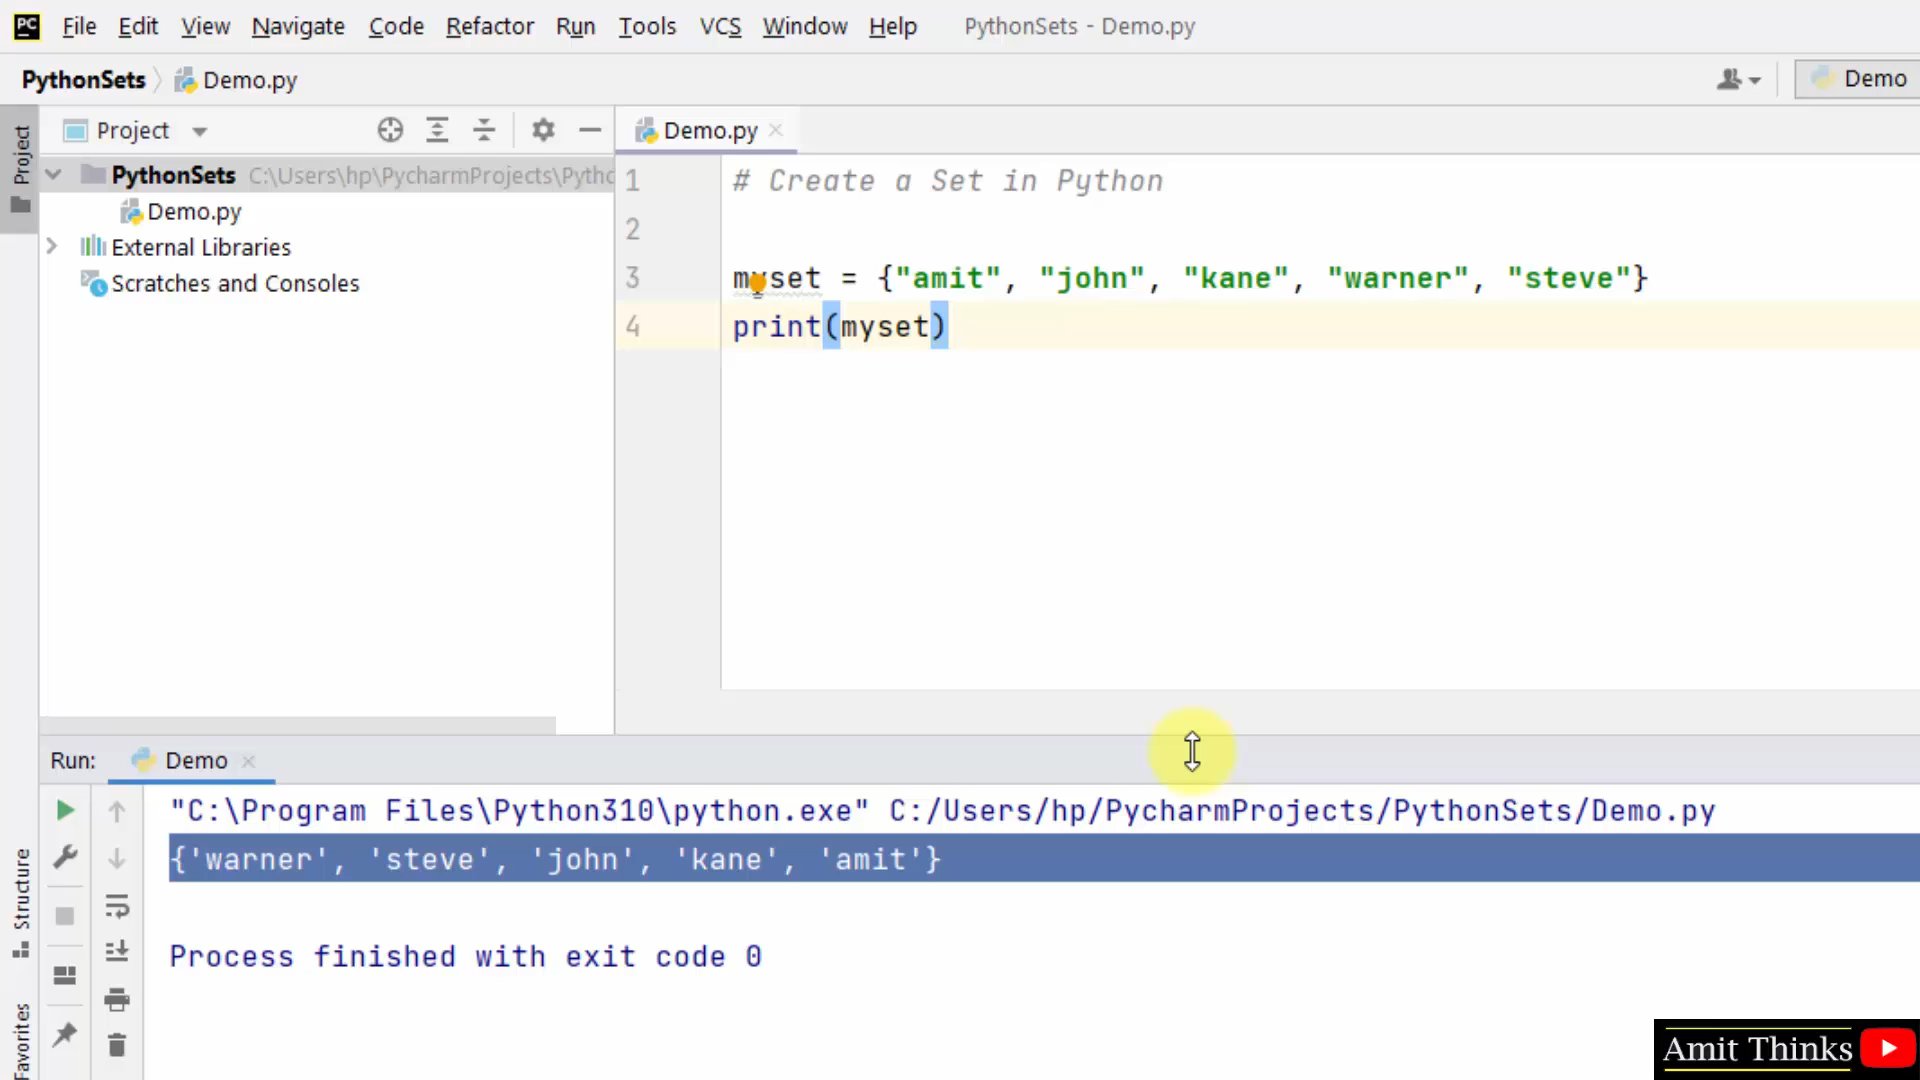 PC File Edit View Navigate Code Refactor Run Tools VCS Window Help PythonSets - Demo.py
PythonSets Demo.py Demo
Project
Project
Demo.py
PythonSets C:\Users\hp\PycharmProjects\Pytho
Demo.py
External Libraries
Scratches and Consoles
1 # Create a Set in Python
2
3 myset = {"amit", "john", "kane", "warner", "steve"}
4 print(myset)
Run: Demo
"C:\Program Files\Python310\python.exe" C:/Users/hp/PycharmProjects/PythonSets/Demo.py
{'warner', 'steve', 'john', 'kane', 'amit'}
Process finished with exit code 0
Structure
Favorites
Amit Thinks